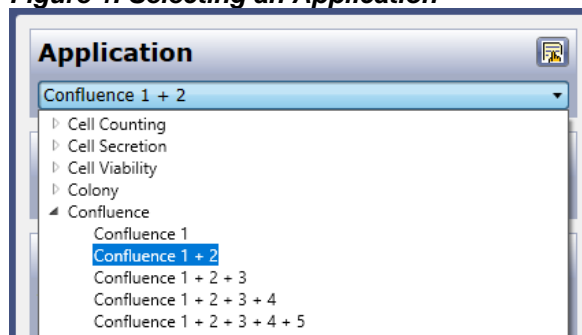 Figure 1: Selecting an Application
Application
Confluence 1 + 2
Cell Counting
Cell Secretion
Cell Viability
Colony
Confluence
Confluence 1
Confluence 1 + 2
Confluence 1 + 2 + 3
Confluence 1 + 2 + 3 + 4
Confluence 1 + 2 + 3 + 4 + 5